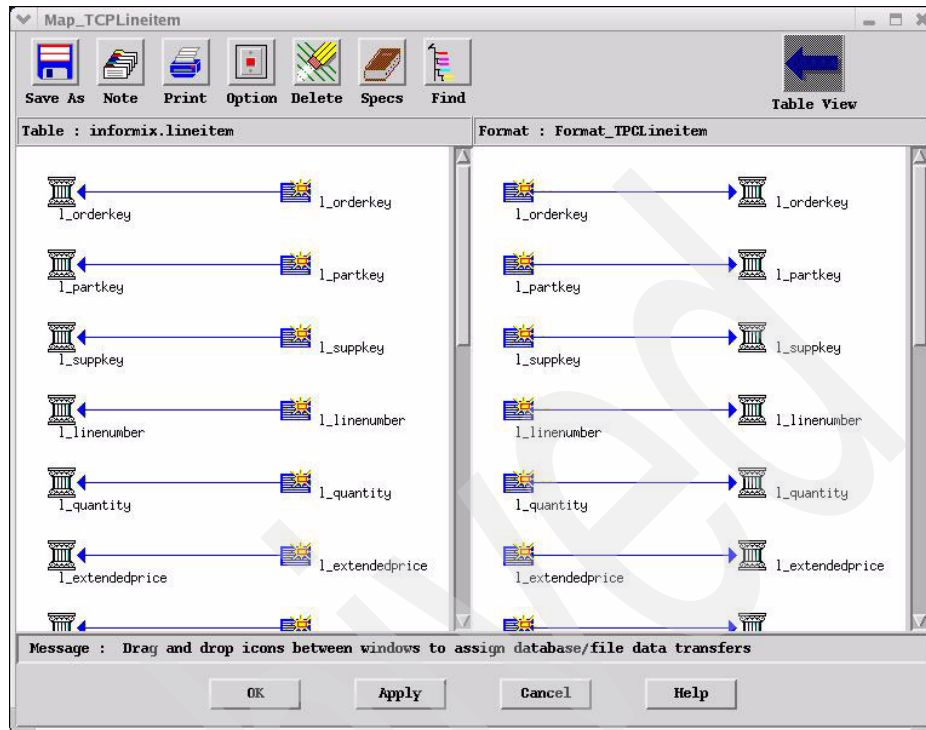 Map_TCPLineitem
Save As Note Print Option Delete Specs Find
Table View
Table : informix.lineitem
Format : Format_TPCLineitem
l_orderkey l_orderkey
l_partkey l_partkey
l_suppkey l_suppkey
l_linenumber l_linenumber
l_quantity l_quantity
l_extendedprice l_extendedprice
l_orderkey l_orderkey
l_partkey l_partkey
l_suppkey l_suppkey
l_linenumber l_linenumber
l_quantity l_quantity
l_extendedprice l_extendedprice
Message : Drag and drop icons between windows to assign database/file data transfers
OK Apply Cancel Help